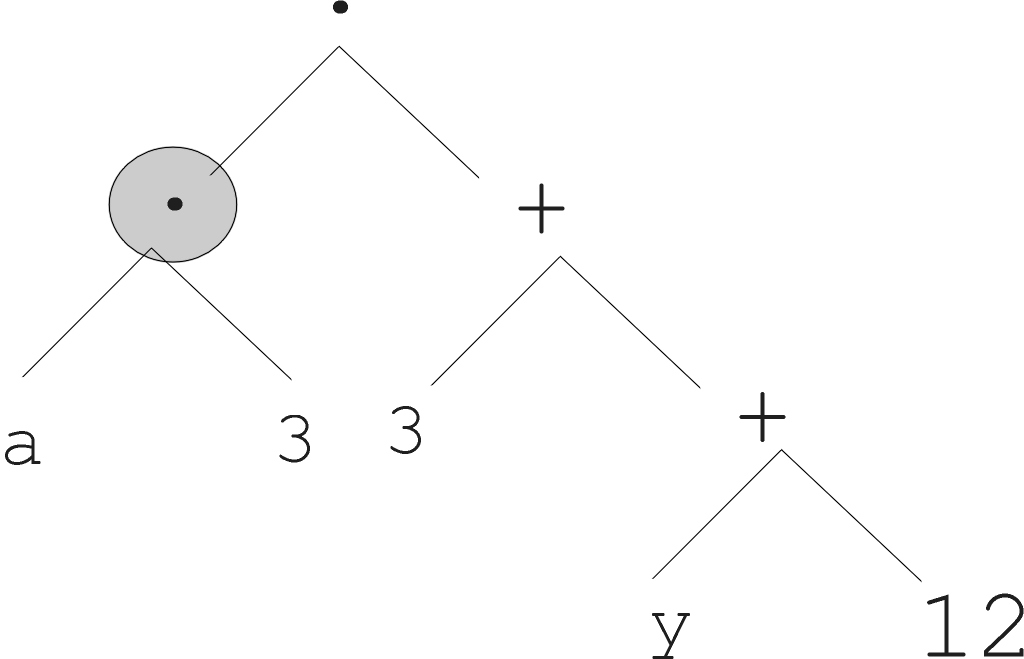 •
• +
a 3 3 +
y 12